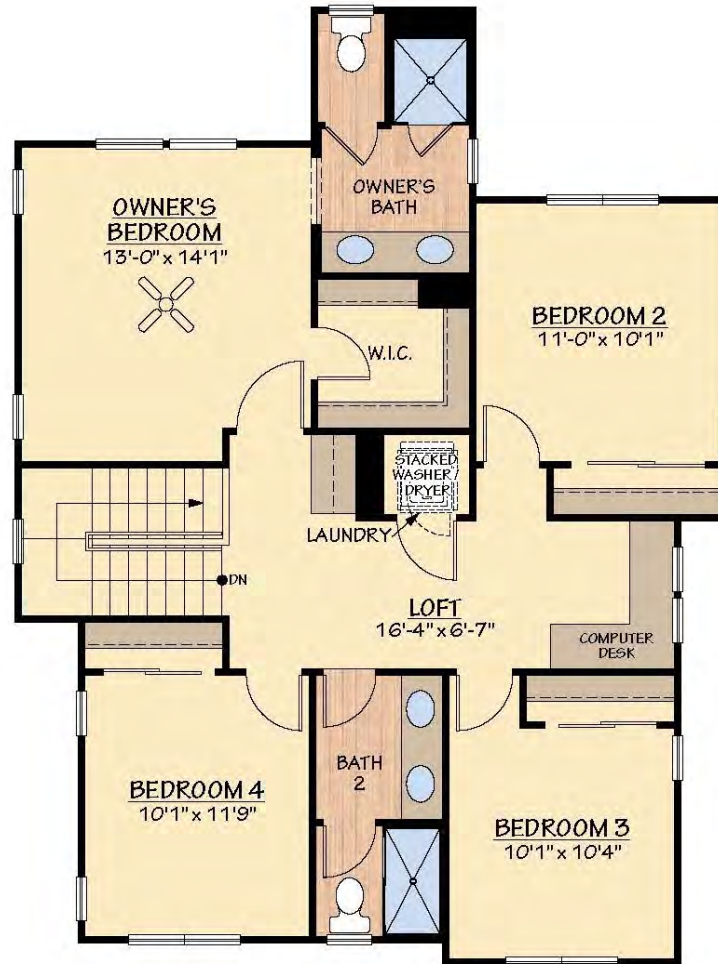 OWNER'S
BATH
OWNER'S
BEDROOM
13'-0" x 14'1"
BEDROOM 2
11'-0" x 10'1"
W.I.C.
STACKED
WASHER /
DRYER
LAUNDRY
DN
LOFT
16'-4" x 6'-7"
COMPUTER
DESK
BATH
2
BEDROOM 4
10'1" x 11'9"
BEDROOM 3
10'1" x 10'4"